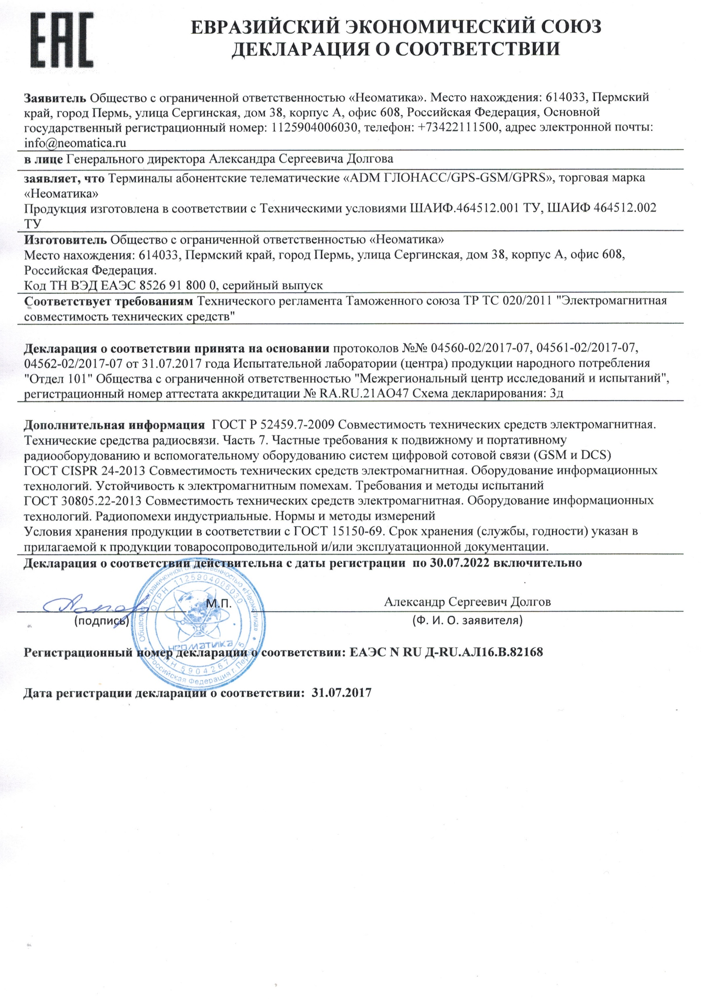 ЕАС
ЕВРАЗИЙСКИЙ ЭКОНОМИЧЕСКИЙ СОЮЗ
ДЕКЛАРАЦИЯ О СООТВЕТСТВИИ
Заявитель Общество с ограниченной ответственностью «Неоматика». Место нахождения: 614033, Пермский
край, город Пермь, улица Сергинская, дом 38, корпус А, офис 608, Российская Федерация, Основной
государственный регистрационный номер: 1125904006030, телефон: +73422111500, адрес электронной почты:
info@neomatica.ru
в лице Генерального директора Александра Сергеевича Долгова
заявляет, что Терминалы абонентские телематические «ADM ГЛОНАСС/GPS-GSM/GPRS», торговая марка
«Неоматика»
Продукция изготовлена в соответствии с Техническими условиями ШАИФ.464512.001 ТУ, ШАИФ 464512.002
ТУ
Изготовитель Общество с ограниченной ответственностью «Неоматика»
Место нахождения: 614033, Пермский край, город Пермь, улица Сергинская, дом 38, корпус А, офис 608,
Российская Федерация.
Код ТН ВЭД ЕАЭС 8526 91 800 0, серийный выпуск
Соответствует требованиям Технического регламента Таможенного союза ТР ТС 020/2011 "Электромагнитная
совместимость технических средств"
Декларация о соответствии принята на основании протоколов №№ 04560-02/2017-07, 04561-02/2017-07,
04562-02/2017-07 от 31.07.2017 года Испытательной лаборатории (центра) продукции народного потребления
"Отдел 101" Общества с ограниченной ответственностью "Межрегиональный центр исследований и испытаний",
регистрационный номер аттестата аккредитации № RA.RU.21АО47 Схема декларирования: 3д
Дополнительная информация ГОСТ Р 52459.7-2009 Совместимость технических средств электромагнитная.
Технические средства радиосвязи. Часть 7. Частные требования к подвижному и портативному
радиооборудованию и вспомогательному оборудованию систем цифровой сотовой связи (GSM и DCS)
ГОСТ CISPR 24-2013 Совместимость технических средств электромагнитная. Оборудование информационных
технологий. Устойчивость к электромагнитным помехам. Требования и методы испытаний
ГОСТ 30805.22-2013 Совместимость технических средств электромагнитная. Оборудование информационных
технологий. Радиопомехи индустриальные. Нормы и методы измерений
Условия хранения продукции в соответствии с ГОСТ 15150-69. Срок хранения (службы, годности) указан в
прилагаемой к продукции товаросопроводительной и/или эксплуатационной документации.
Декларация о соответствии действительна с даты регистрации по 30.07.2022 включительно
Общество с ограниченной ответственностью «Неоматика»
ОГРН 1125904006030
М.П.
Александр Сергеевич Долгов
(подпись)
(Ф. И. О. заявителя)
неоматика
Российская Федерация г. Пермь
Регистрационный номер декларации о соответствии: ЕАЭС N RU Д-RU.АЛ16.В.82168
Дата регистрации декларации о соответствии: 31.07.2017